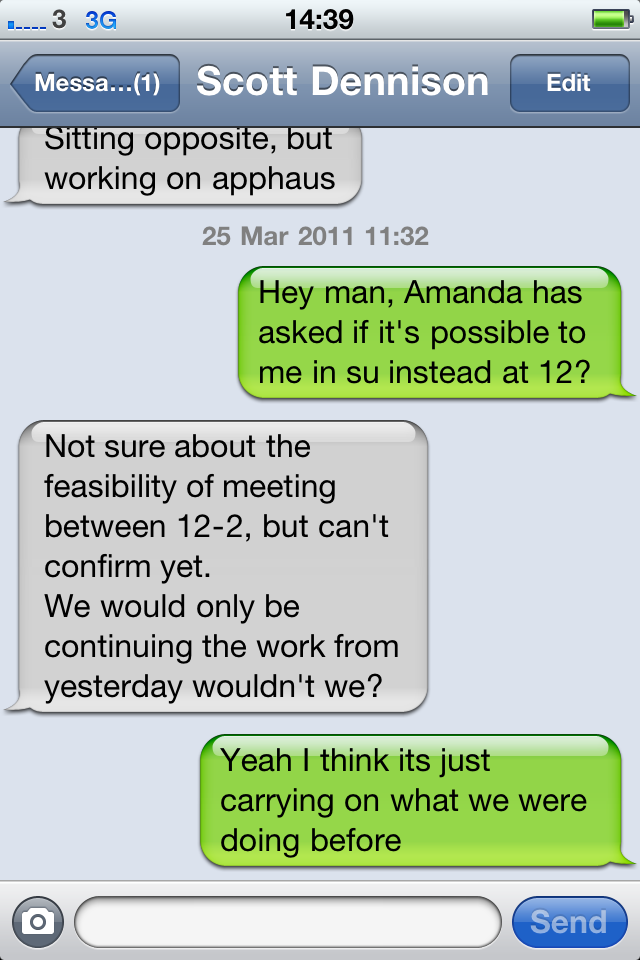 3 3G 14:39
Messa...(1) Scott Dennison Edit
Sitting opposite, but
working on apphaus
25 Mar 2011 11:32
Hey man, Amanda has
asked if it's possible to
me in su instead at 12?
Not sure about the
feasibility of meeting
between 12-2, but can't
confirm yet.
We would only be
continuing the work from
yesterday wouldn't we?
Yeah I think its just
carrying on what we were
doing before
Send